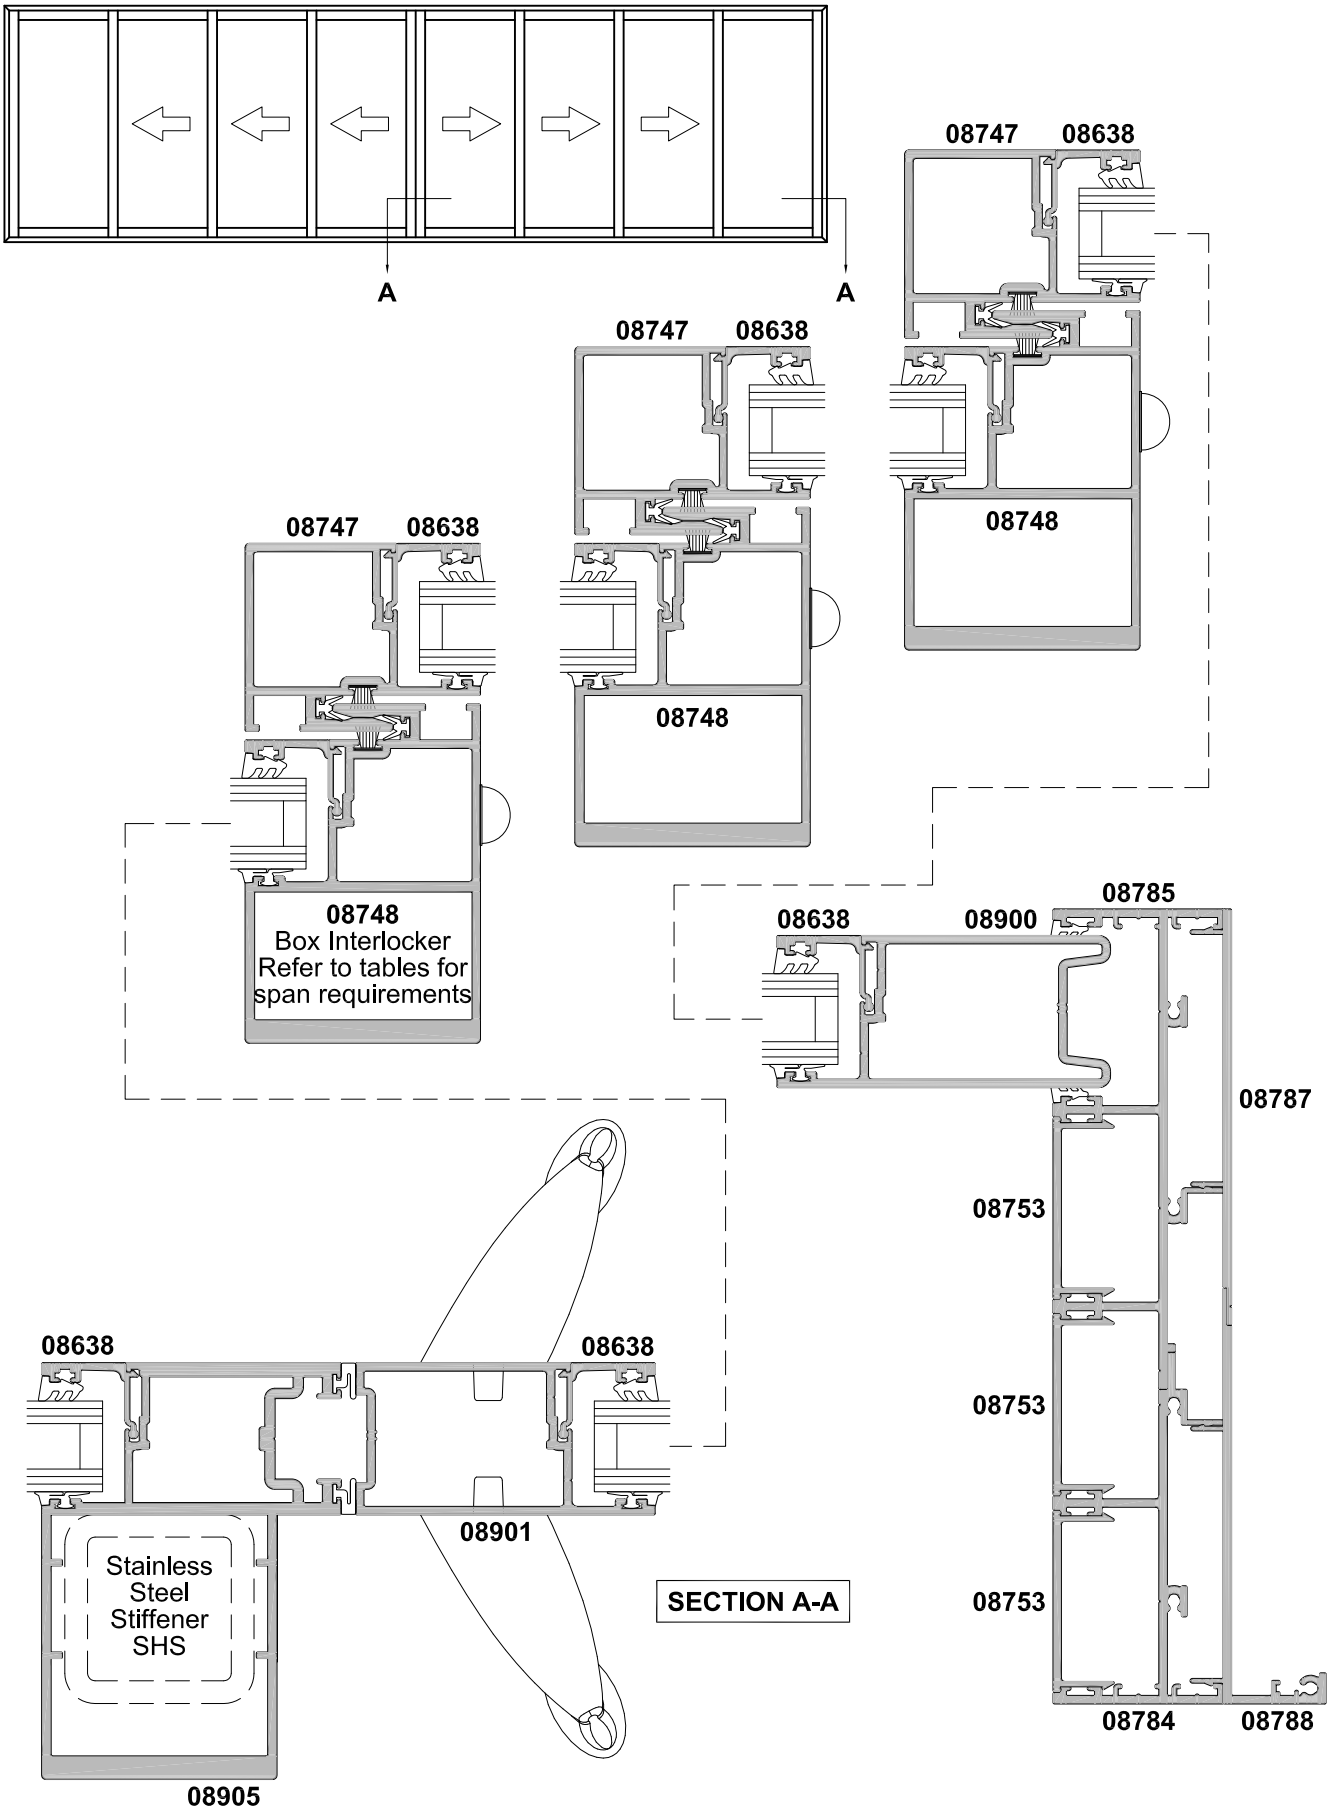 A
A
08747
08638
08747
08638
08748
08747
08638
08748
08748
Box Interlocker
Refer to tables for
span requirements
08785
08638
08900
08787
08753
08638
08638
08753
08901
Stainless
Steel
Stiffener
SHS
SECTION A-A
08753
08784
08788
08905